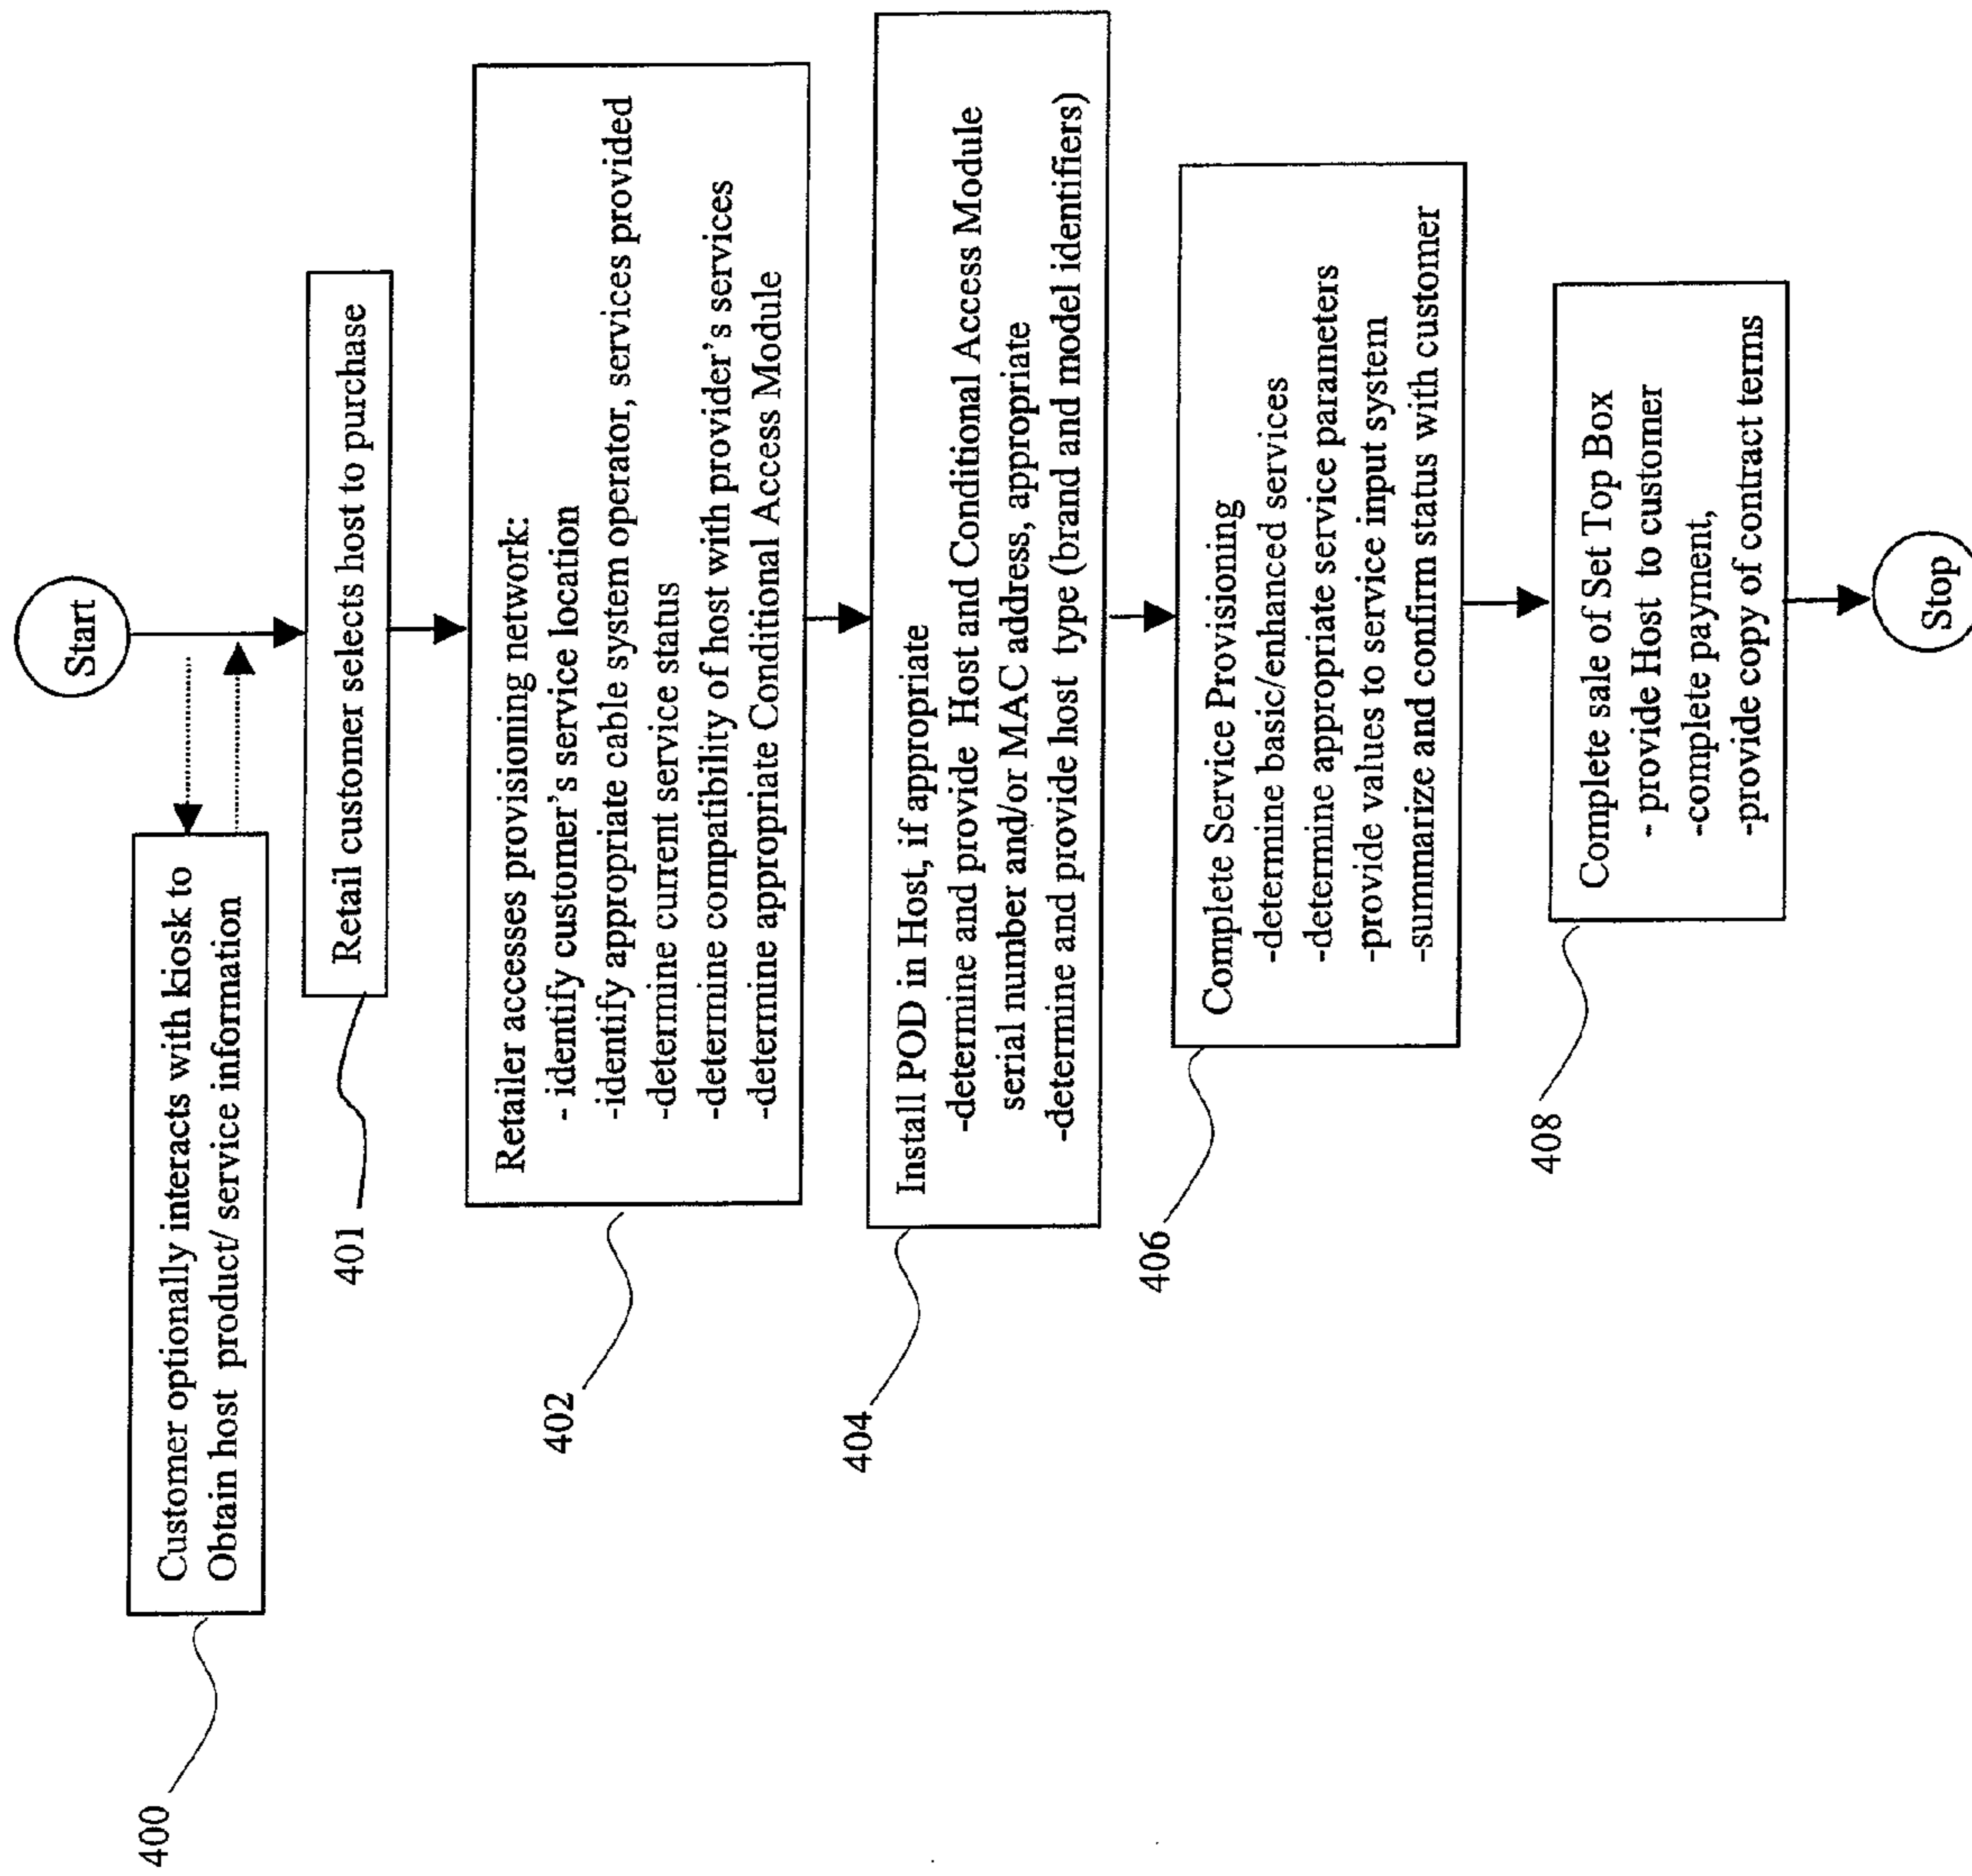 Start
Customer optionally interacts with kiosk to
Obtain host product/ service information
400
Retail customer selects host to purchase
401
Retailer accesses provisioning network:
- identify customer's service location
-identify appropriate cable system operator, services provided
-determine current service status
-determine compatibility of host with provider's services
-determine appropriate Conditional Access Module
402
Install POD in Host, if appropriate
-determine and provide Host and Conditional Access Module
serial number and/or MAC address, appropriate
-determine and provide host type (brand and model identifiers)
404
Complete Service Provisioning
-determine basic/enhanced services
-determine appropriate service parameters
-provide values to service input system
-summarize and confirm status with customer
406
Complete sale of Set Top Box
- provide Host to customer
-complete payment,
-provide copy of contract terms
408
Stop